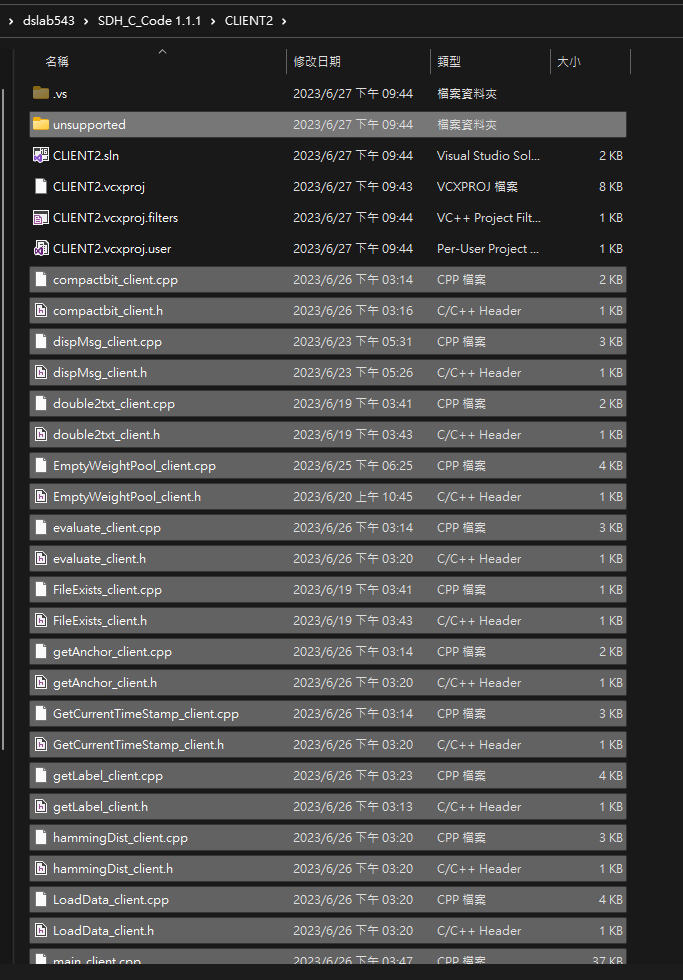 dslab543 > SDH_C_Code 1.1.1 > CLIENT2 >
名稱 修改日期 類型 大小
.vs 2023/6/27 下午 09:44 檔案資料夾
unsupported 2023/6/27 下午 09:44 檔案資料夾
CLIENT2.sln 2023/6/27 下午 09:44 Visual Studio Sol... 2 KB
CLIENT2.vcxproj 2023/6/27 下午 09:43 VCXPROJ 檔案 8 KB
CLIENT2.vcxproj.filters 2023/6/27 下午 09:44 VC++ Project Filt... 1 KB
CLIENT2.vcxproj.user 2023/6/27 下午 09:44 Per-User Project ... 1 KB
compactbit_client.cpp 2023/6/26 下午 03:14 CPP 檔案 2 KB
compactbit_client.h 2023/6/26 下午 03:16 C/C++ Header 1 KB
dispMsg_client.cpp 2023/6/23 下午 05:31 CPP 檔案 3 KB
dispMsg_client.h 2023/6/23 下午 05:26 C/C++ Header 1 KB
double2txt_client.cpp 2023/6/19 下午 03:41 CPP 檔案 2 KB
double2txt_client.h 2023/6/19 下午 03:43 C/C++ Header 1 KB
EmptyWeightPool_client.cpp 2023/6/25 下午 06:25 CPP 檔案 4 KB
EmptyWeightPool_client.h 2023/6/20 上午 10:45 C/C++ Header 1 KB
evaluate_client.cpp 2023/6/26 下午 03:14 CPP 檔案 3 KB
evaluate_client.h 2023/6/26 下午 03:20 C/C++ Header 1 KB
FileExists_client.cpp 2023/6/19 下午 03:41 CPP 檔案 1 KB
FileExists_client.h 2023/6/19 下午 03:43 C/C++ Header 1 KB
getAnchor_client.cpp 2023/6/26 下午 03:14 CPP 檔案 2 KB
getAnchor_client.h 2023/6/26 下午 03:20 C/C++ Header 1 KB
GetCurrentTimeStamp_client.cpp 2023/6/26 下午 03:14 CPP 檔案 3 KB
GetCurrentTimeStamp_client.h 2023/6/26 下午 03:20 C/C++ Header 1 KB
getLabel_client.cpp 2023/6/26 下午 03:23 CPP 檔案 4 KB
getLabel_client.h 2023/6/26 下午 03:13 C/C++ Header 1 KB
hammingDist_client.cpp 2023/6/26 下午 03:20 CPP 檔案 3 KB
hammingDist_client.h 2023/6/26 下午 03:20 C/C++ Header 1 KB
LoadData_client.cpp 2023/6/26 下午 03:20 CPP 檔案 4 KB
LoadData_client.h 2023/6/26 下午 03:20 C/C++ Header 1 KB
main_client.cpp 2023/6/26 下午 03:47 CPP 檔案 37 KB